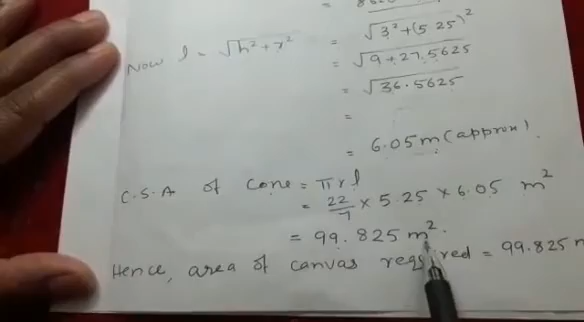 = √3²+(5.25)²
Now l = √h²+r²
= √9+27.5625
= √36.5625
=
= 6.05m (approx).
C.S.A of cone = πrl
= 22/7 × 5.25 × 6.05 m²
= 99.825 m².
Hence, area of canvas required = 99.825 m